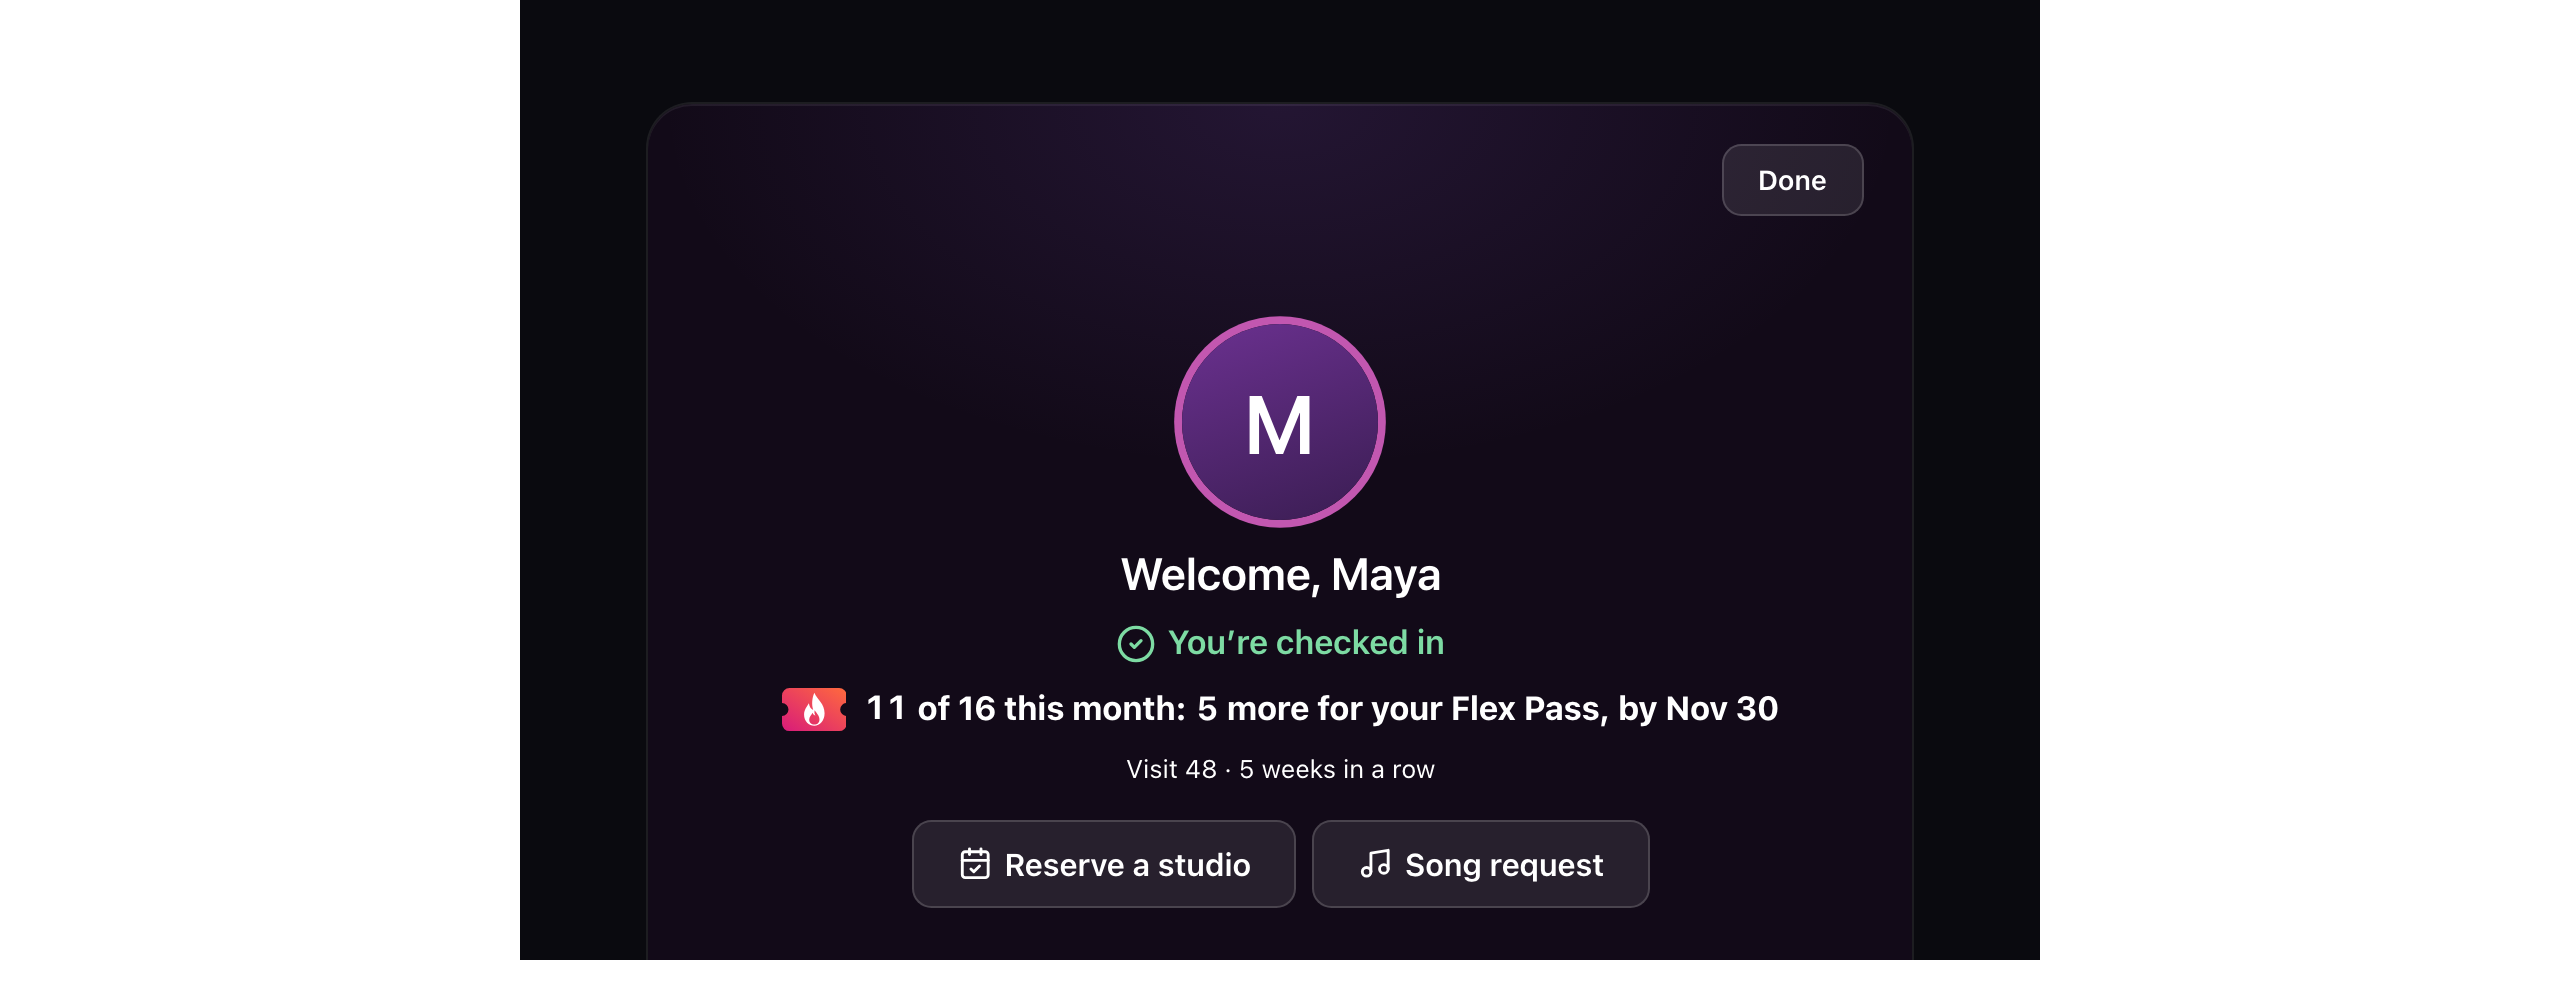 Done
M
Welcome, Maya
You’re checked in
11 of 16 this month: 5 more for your Flex Pass, by Nov 30
Visit 48 · 5 weeks in a row
Reserve a studio
Song request